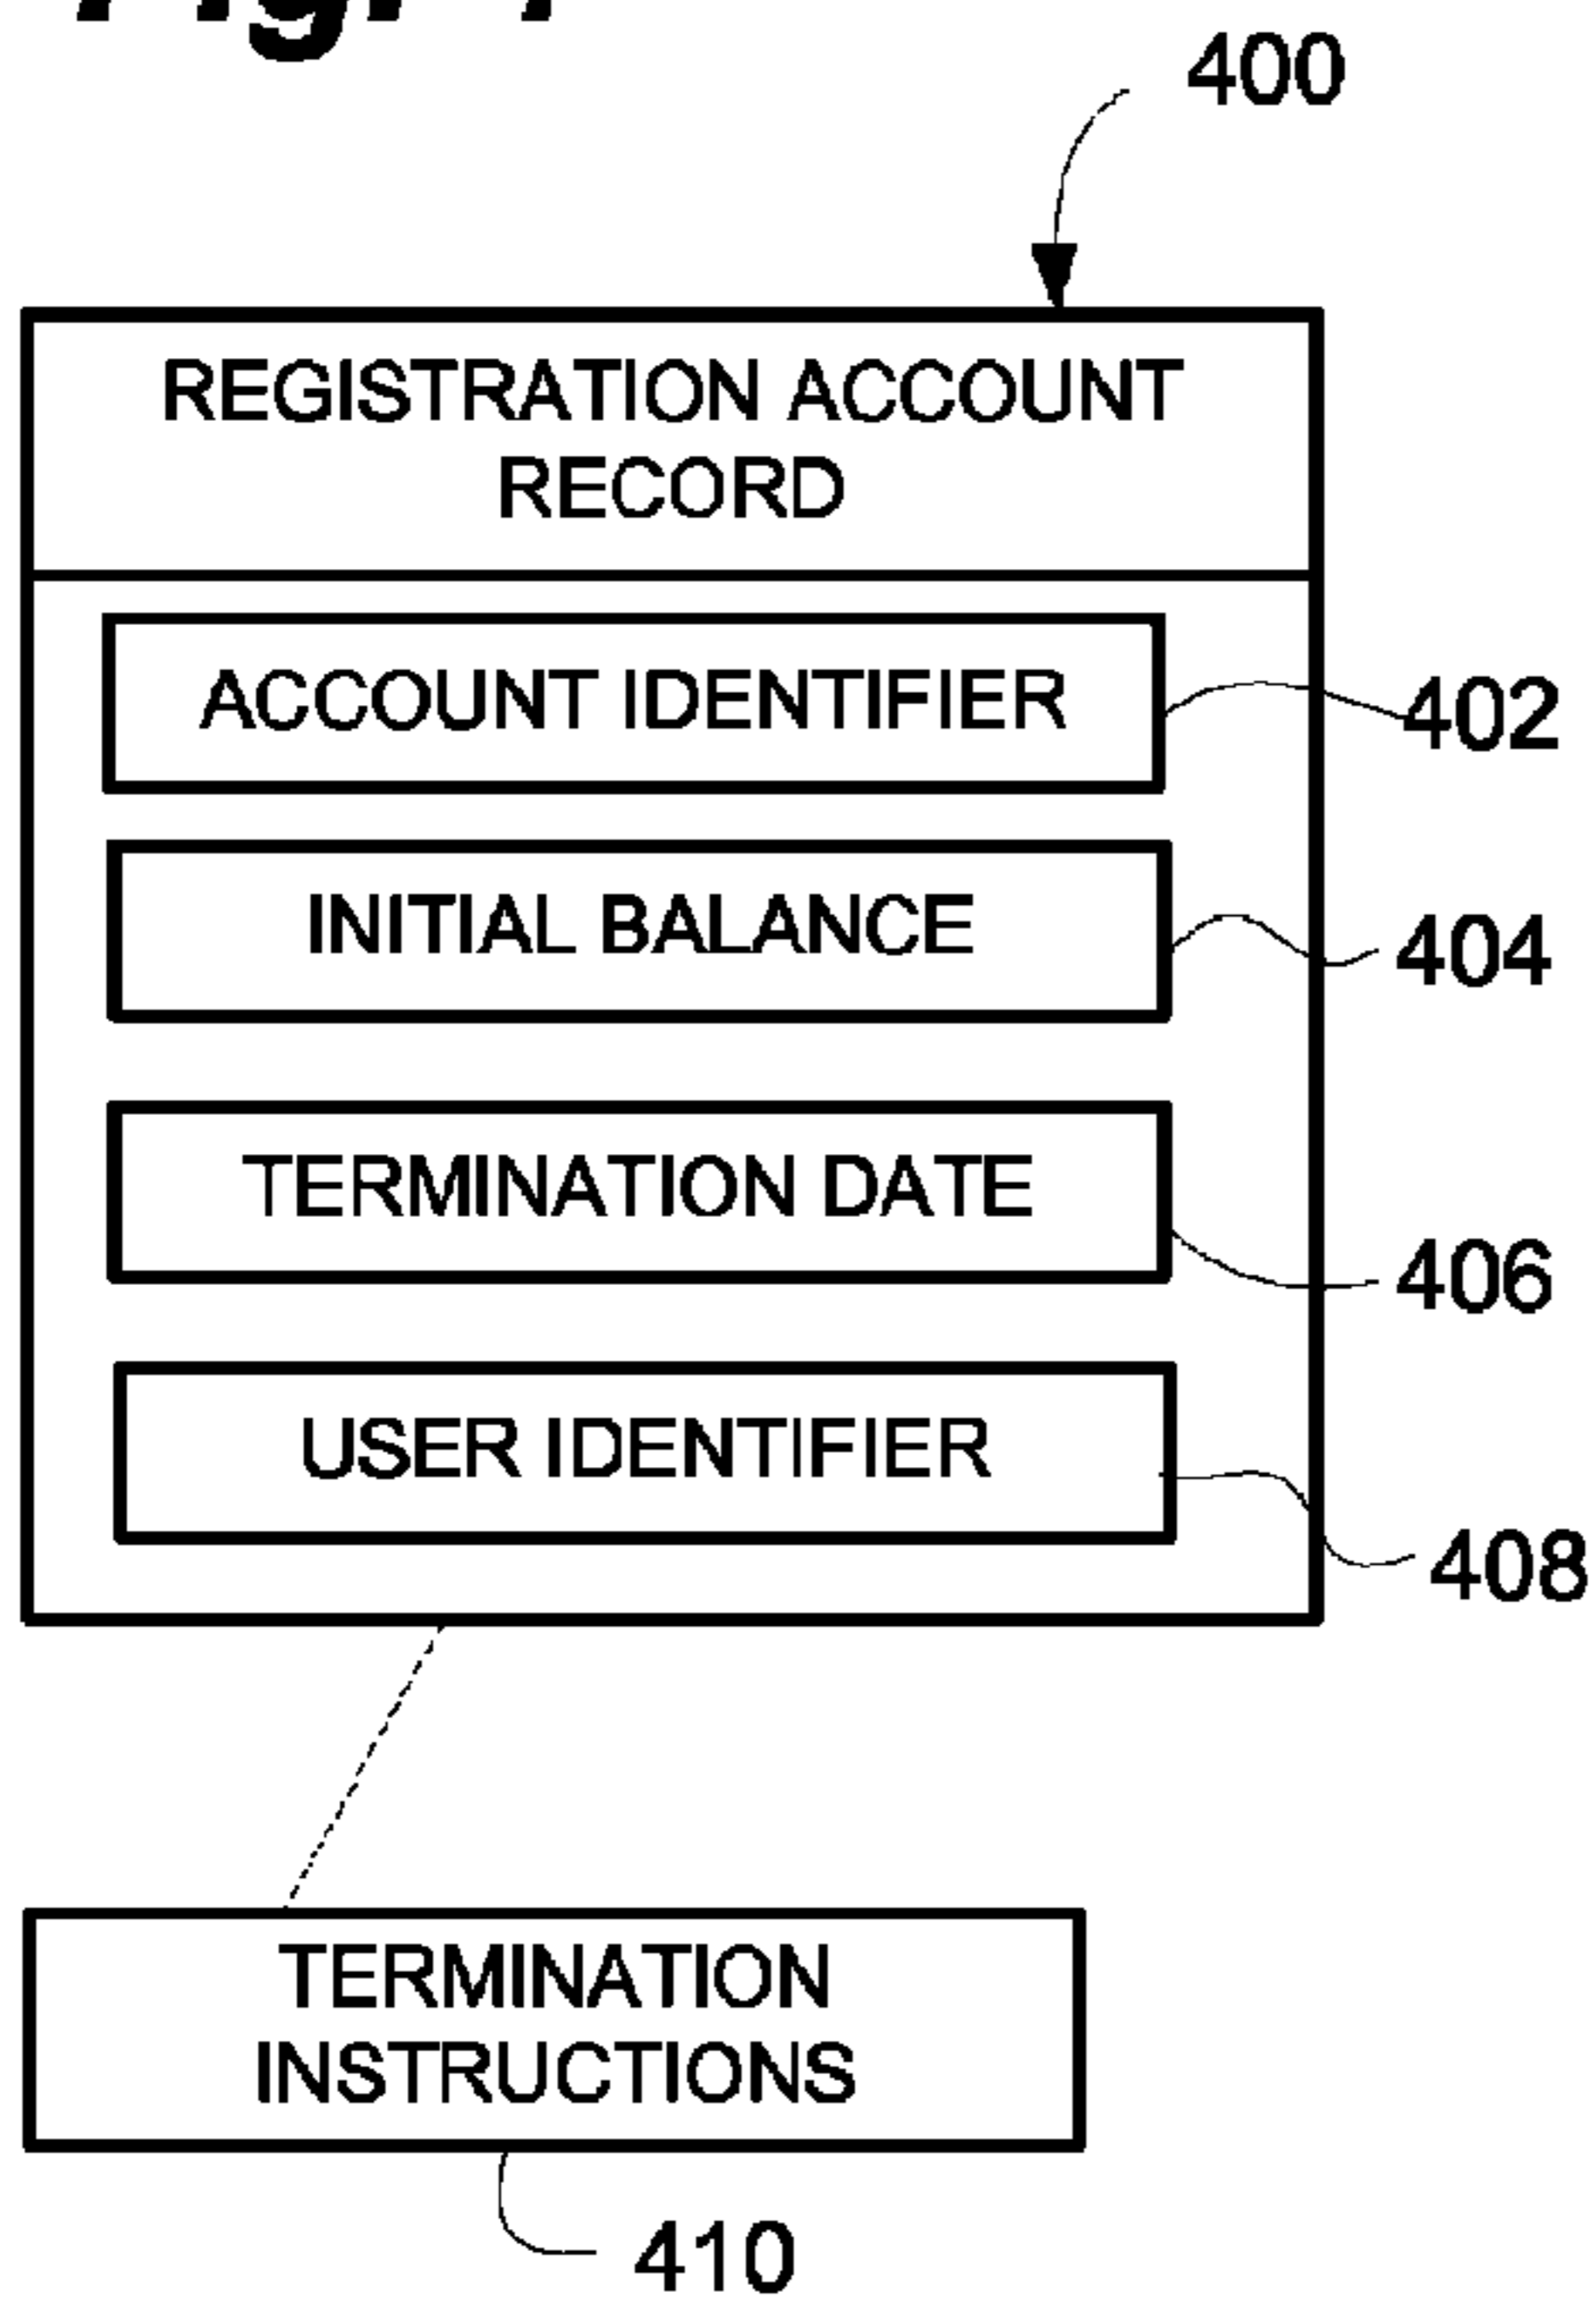 400
REGISTRATION ACCOUNT
RECORD
ACCOUNT IDENTIFIER
402
INITIAL BALANCE
404
TERMINATION DATE
406
USER IDENTIFIER
408
TERMINATION
INSTRUCTIONS
410